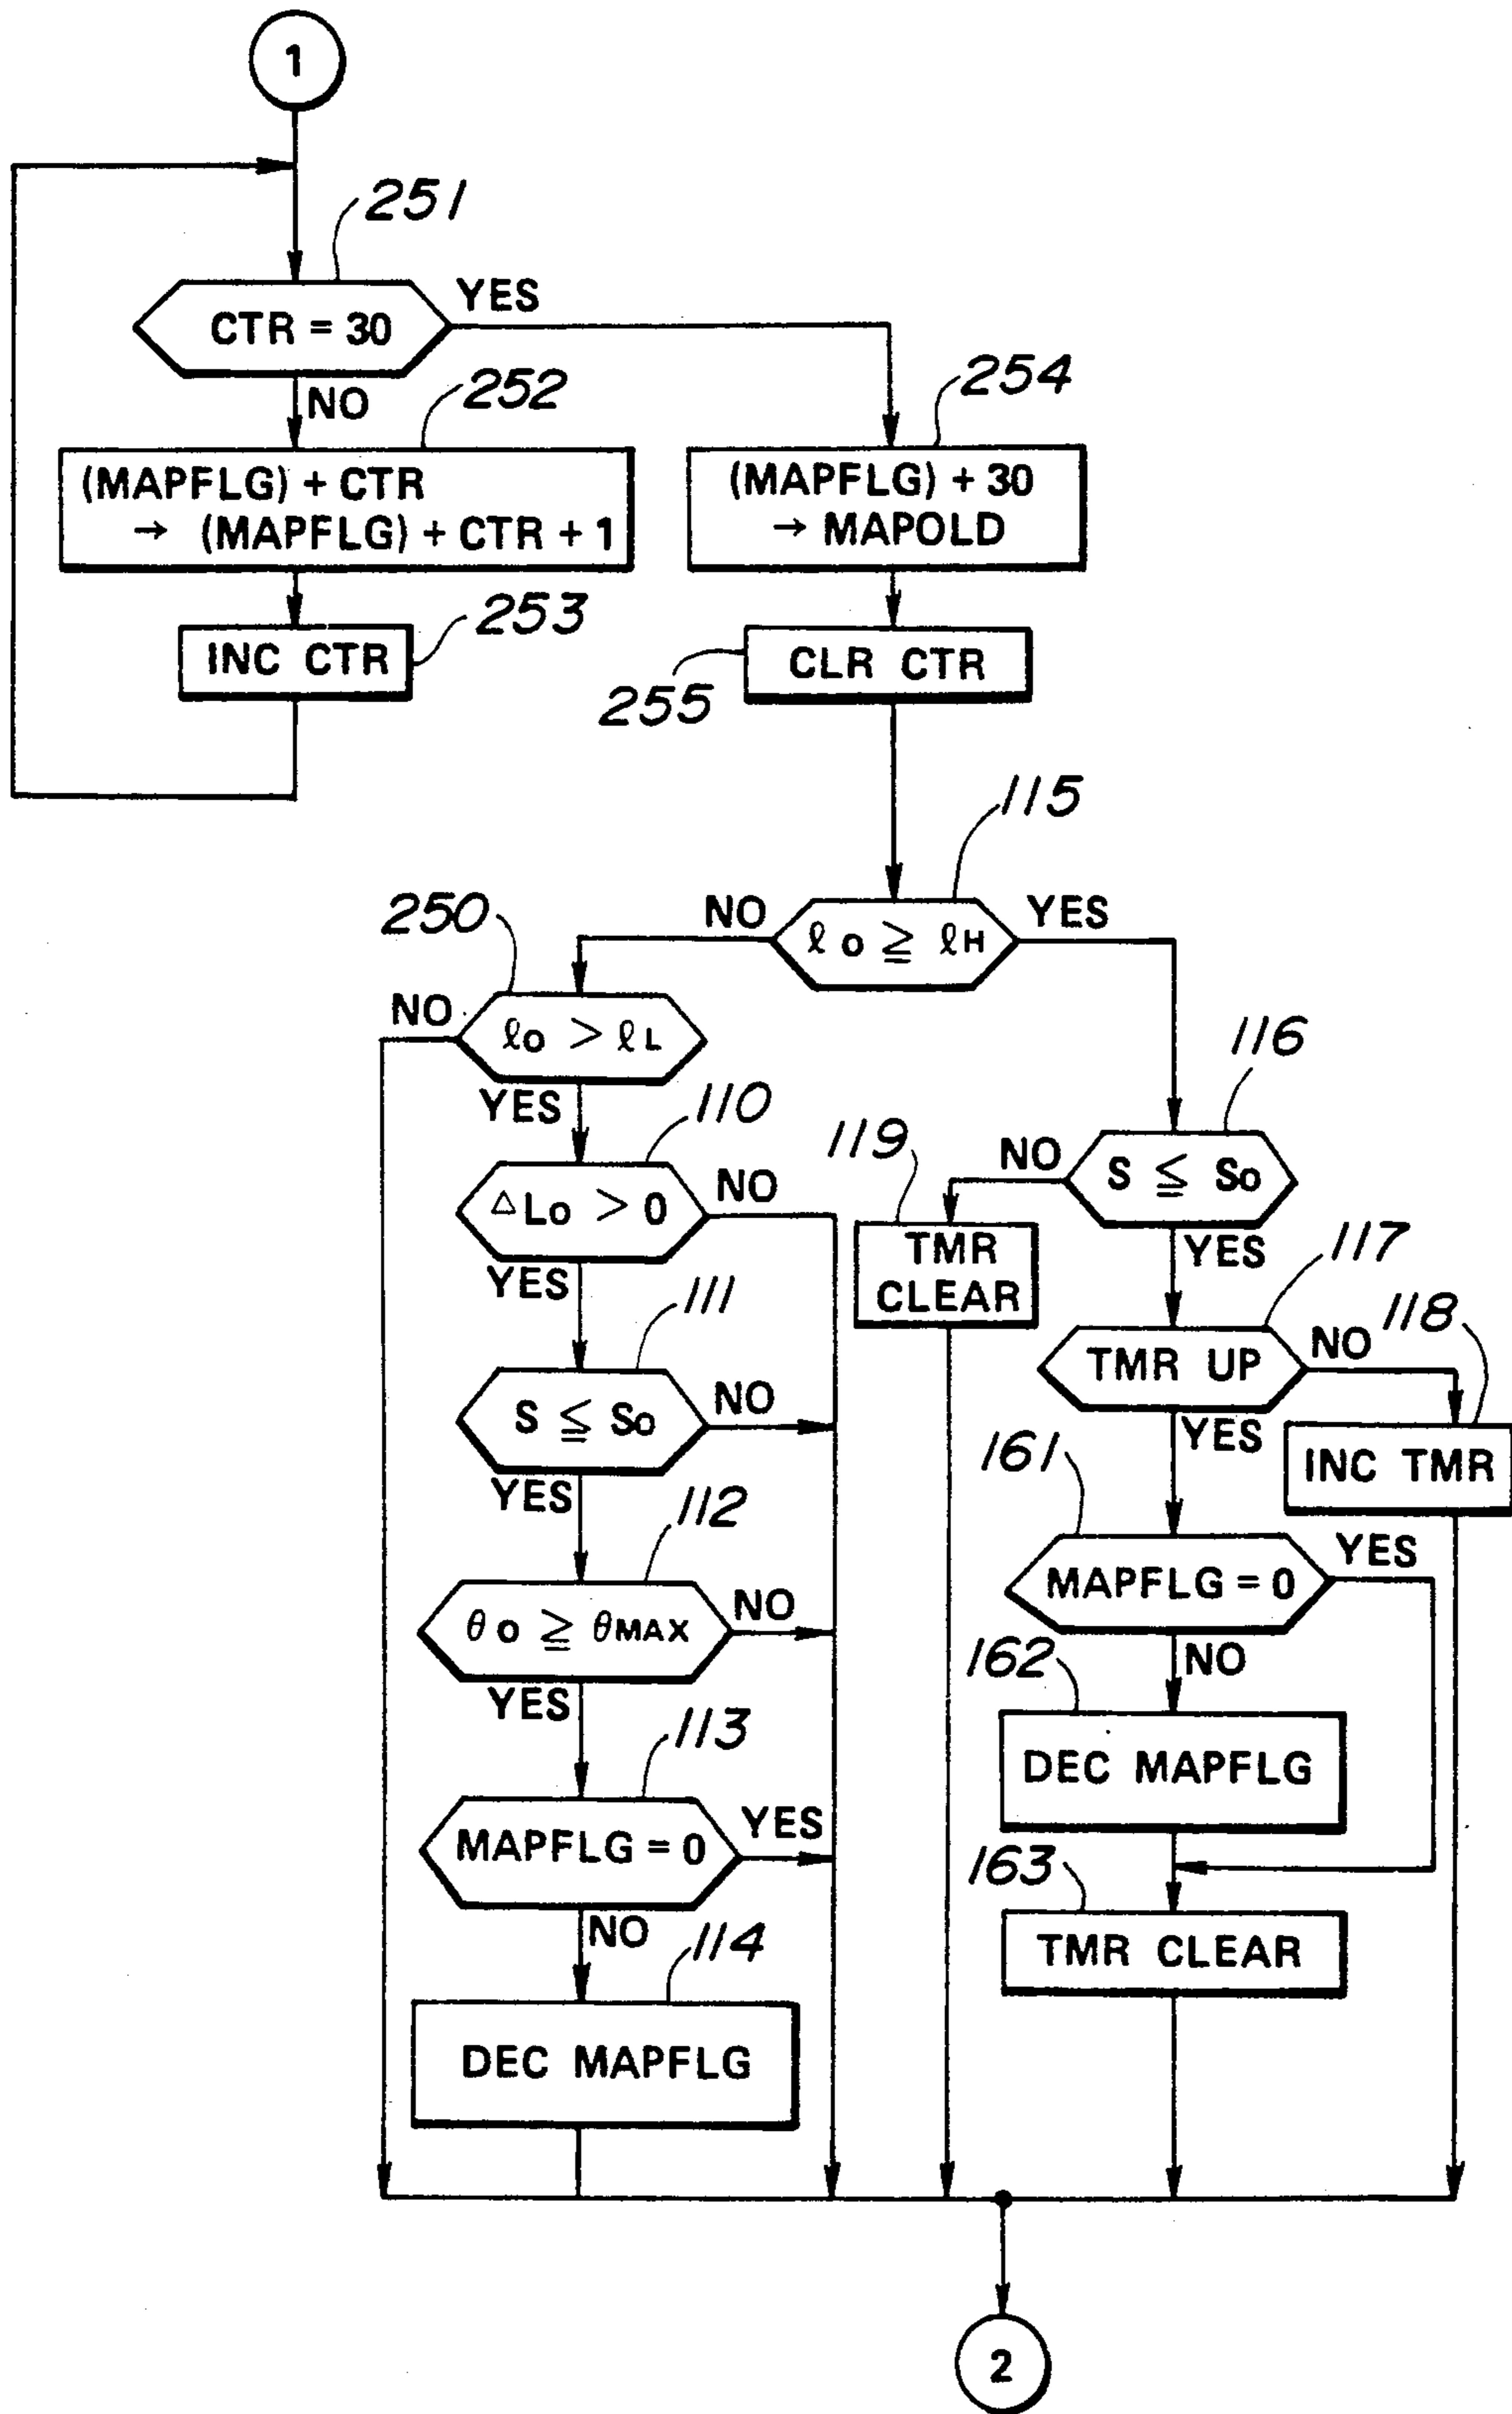 1
251
CTR = 30
YES
NO
252
254
(MAPFLG) + CTR
→ (MAPFLG) + CTR + 1
(MAPFLG) + 30
→ MAPOLD
253
INC CTR
CLR CTR
255
115
ℓo ≧ ℓH
NO
YES
250
ℓo > ℓL
NO
YES
110
△Lo > 0
NO
YES
111
S ≦ So
NO
YES
112
θo ≧ θMAX
NO
YES
113
MAPFLG = 0
YES
NO
114
DEC MAPFLG
116
S ≦ So
NO
YES
119
TMR
CLEAR
117
TMR UP
NO
YES
118
INC TMR
161
MAPFLG = 0
YES
NO
162
DEC MAPFLG
163
TMR CLEAR
2